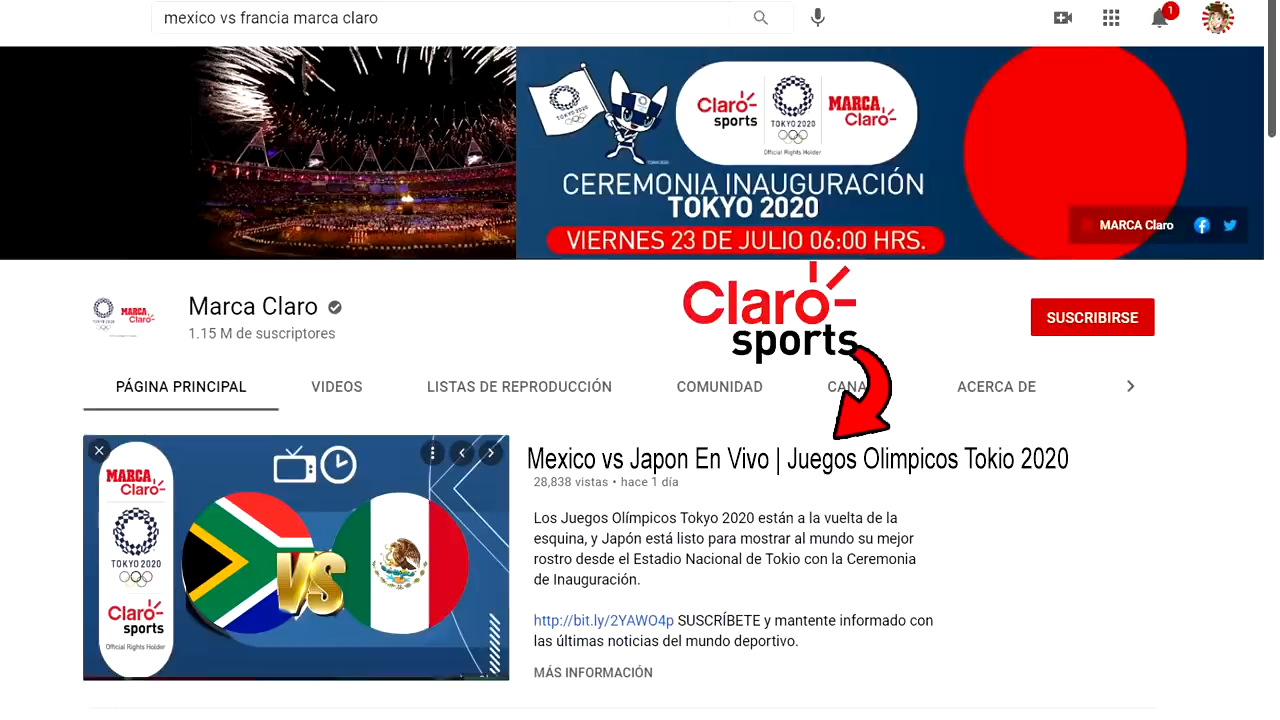 mexico vs francia marca claro
1
TOKYO 2020
Claro sports
TOKYO 2020
Official Rights Holder
MARCA Claro
CEREMONIA INAUGURACIÓN
TOKYO 2020
VIERNES 23 DE JULIO 06:00 HRS.
MARCA Claro
Marca Claro
1.15 M de suscriptores
MARCA Claro
Claro sports
SUSCRIBIRSE
PÁGINA PRINCIPAL VIDEOS LISTAS DE REPRODUCCIÓN COMUNIDAD CANA ACERCA DE
MARCA Claro
TOKYO 2020
Claro sports
Official Rights Holder
VS
Mexico vs Japon En Vivo | Juegos Olimpicos Tokio 2020
28,838 vistas • hace 1 día
Los Juegos Olímpicos Tokyo 2020 están a la vuelta de la
esquina, y Japón está listo para mostrar al mundo su mejor
rostro desde el Estadio Nacional de Tokio con la Ceremonia
de Inauguración.
http://bit.ly/2YAWO4p SUSCRÍBETE y mantente informado con
las últimas noticias del mundo deportivo.
MÁS INFORMACIÓN